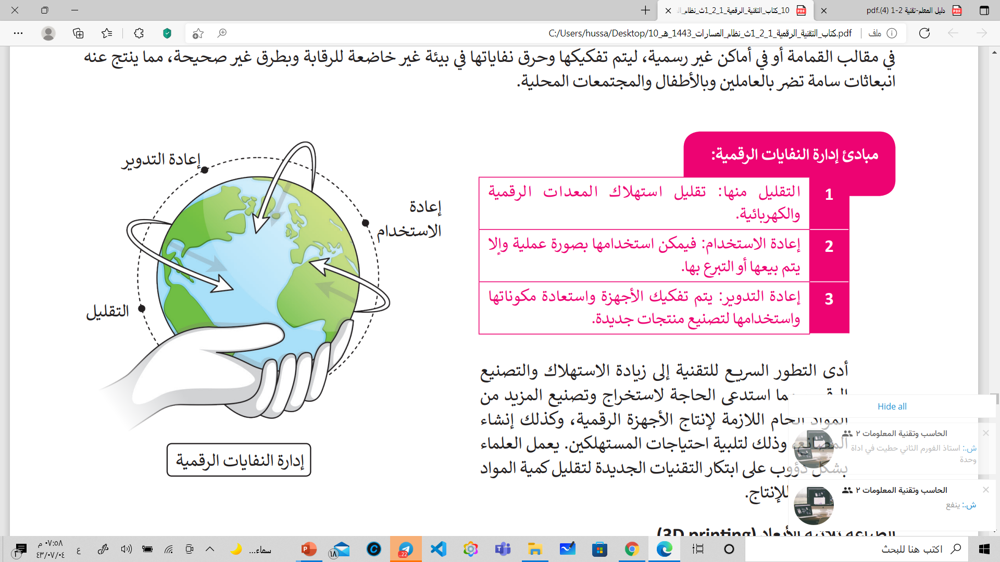 دليل المعلم-تقنية 2-1 (4).pdf
10_كتاب_التقنية_الرقمية_1_2_1ث_نظام_ال
ملف
C:/Users/hussa/Desktop/10_كتاب_التقنية_الرقمية_1_2_1ث_نظام_المسارات_1443_هـ.pdf
في مقالب القمامة أو في أماكن غير رسمية، ليتم تفكيكها وحرق نفاياتها في بيئة غير خاضعة للرقابة وبطرق غير صحيحة، مما ينتج عنه
انبعاثات سامة تضر بالعاملين وبالأطفال والمجتمعات المحلية.
مبادئ إدارة النفايات الرقمية:
1
التقليل منها: تقليل استهلاك المعدات الرقمية
والكهربائية.
2
إعادة الاستخدام: فيمكن استخدامها بصورة عملية وإلا
يتم بيعها أو التبرع بها.
3
إعادة التدوير: يتم تفكيك الأجهزة واستعادة مكوناتها
واستخدامها لتصنيع منتجات جديدة.
إعادة التدوير
إعادة
الاستخدام
التقليل
إدارة النفايات الرقمية
أدى التطور السريع للتقنية إلى زيادة الاستهلاك والتصنيع
مما استدعى الحاجة لاستخراج وتصنيع المزيد من
المواد الخام اللازمة لإنتاج الأجهزة الرقمية، وكذلك إنشاء
المصانع، وذلك لتلبية احتياجات المستهلكين. يعمل العلماء
بشكل دؤوب على ابتكار التقنيات الجديدة لتقليل كمية المواد
للإنتاج.
الطباعة ثلاثية الأبعاد (3D printing)
Hide all
الحاسب وتقنية المعلومات ٢
ش.: استاذ الفورم الثاني حطيت في اداة
وحدة
الحاسب وتقنية المعلومات ٢
ش.: ينفع
اكتب هنا للبحث
22..
١٨
سماء...
ع
٠٧:٥٨ م
٤٣/٠٧/٠٤
٣